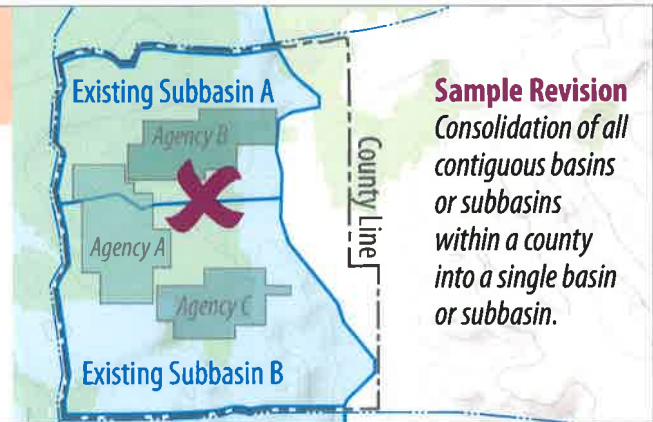 Existing Subbasin A
Agency B
Agency A
Agency C
Existing Subbasin B
County Line
Sample Revision
Consolidation of all
contiguous basins
or subbasins
within a county
into a single basin
or subbasin.